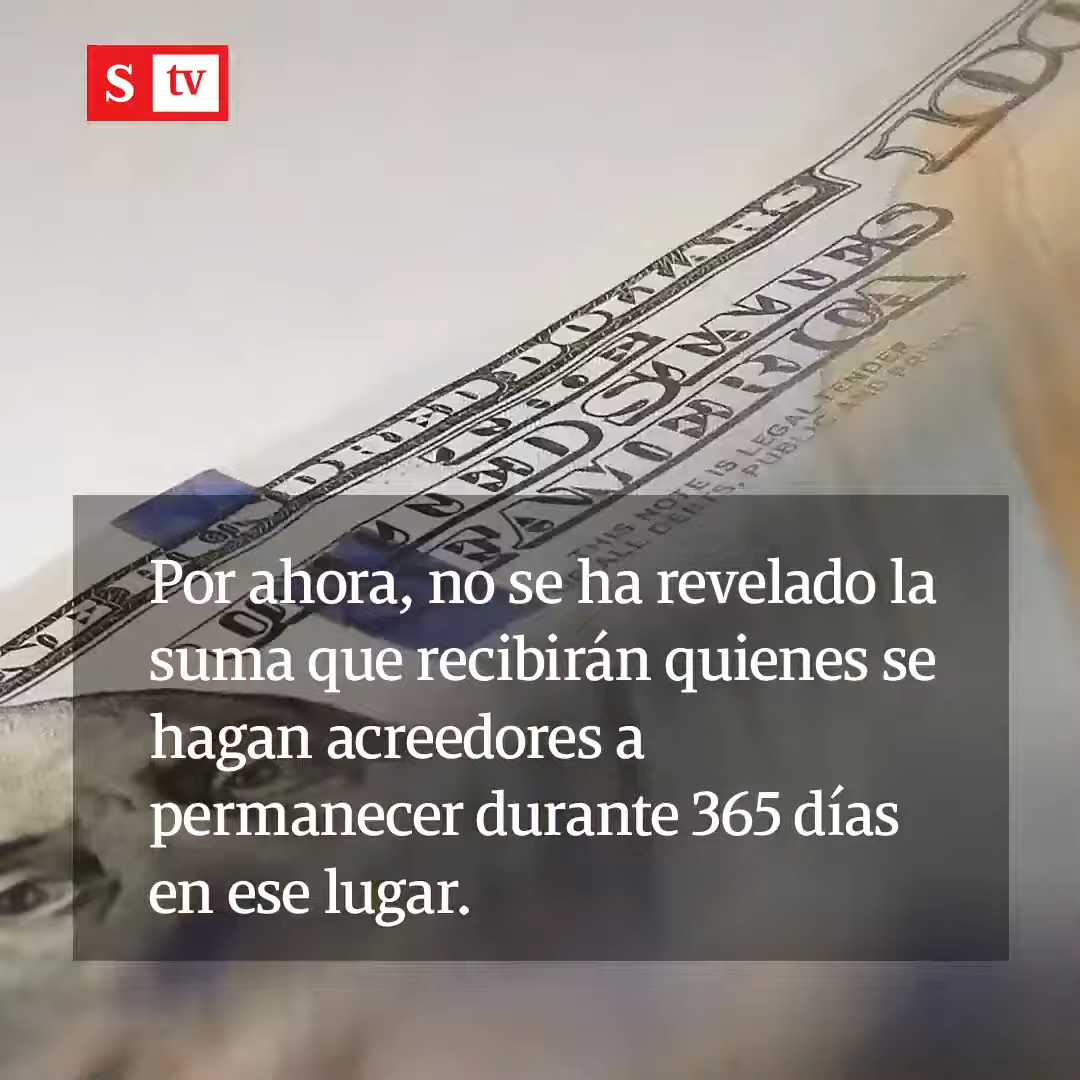 S tv
100
THIS NOTE IS LEGAL TENDER
Por ahora, no se ha revelado la
suma que recibirán quienes se
hagan acreedores a
permanecer durante 365 días
en ese lugar.